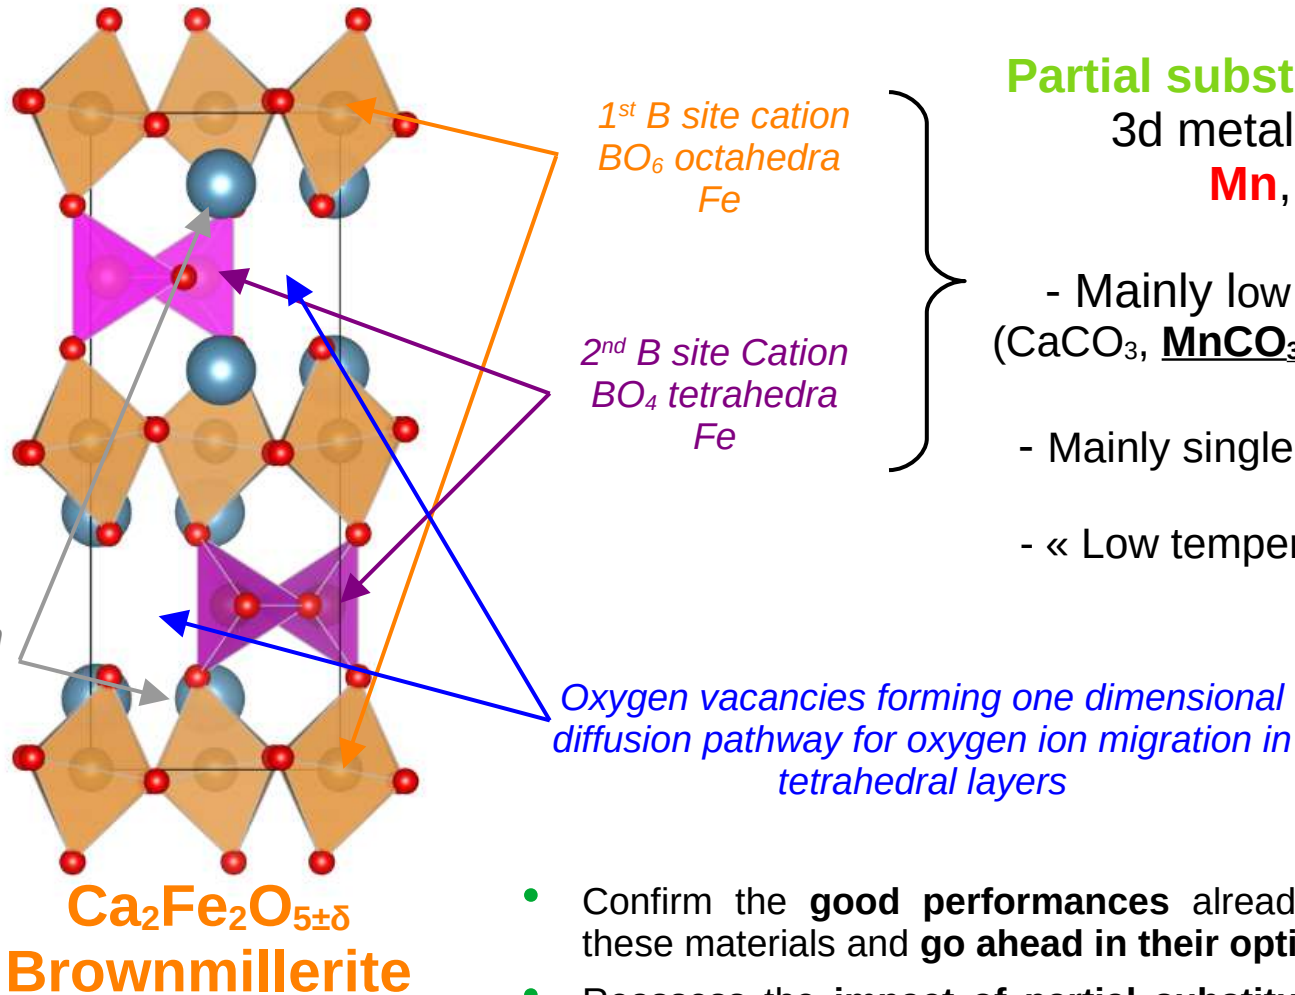 1st B site cation
BO6 octahedra
Fe
2nd B site Cation
BO4 tetrahedra
Fe
Partial subst
3d metal
Mn,
- Mainly low
(CaCO3, MnCO3
- Mainly single
- « Low temper
Oxygen vacancies forming one dimensional
diffusion pathway for oxygen ion migration in
tetrahedral layers
Ca2Fe2O5±δ
Brownmillerite
• Confirm the good performances alread
these materials and go ahead in their opti